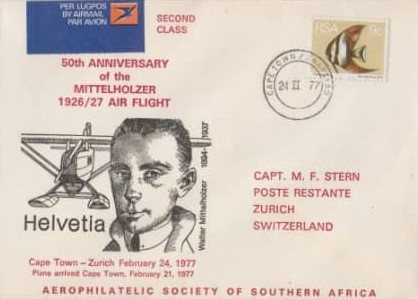 PER LUGPOS
BY AIRMAIL
PAR AVION
SECOND
CLASS
50th ANNIVERSARY
of the
MITTELHOLZER
1926/27 AIR FLIGHT
RSA 9c
CAPE TOWN
24 II 77
1894-1937
Walter Mittelholzer
Helvetia
CAPT. M. F. STERN
POSTE RESTANTE
ZURICH
SWITZERLAND
Cape Town – Zurich February 24, 1977
Plane arrived Cape Town, February 21, 1977
AEROPHILATELIC SOCIETY OF SOUTHERN AFRICA